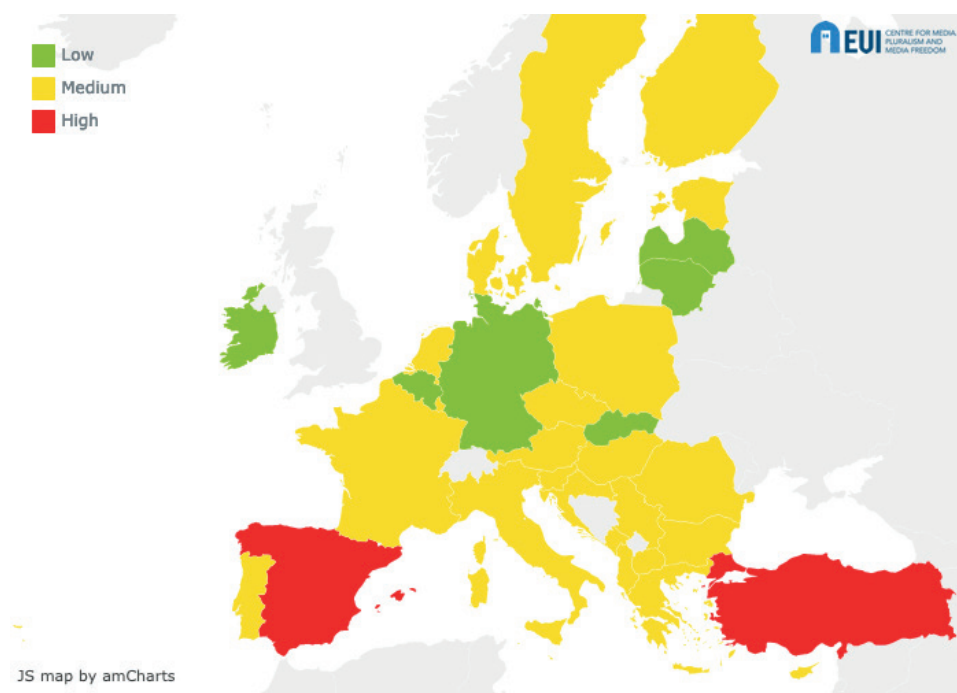 Low
Medium
High
EUI
CENTRE FOR MEDIA
PLURALISM AND
MEDIA FREEDOM
JS map by amCharts